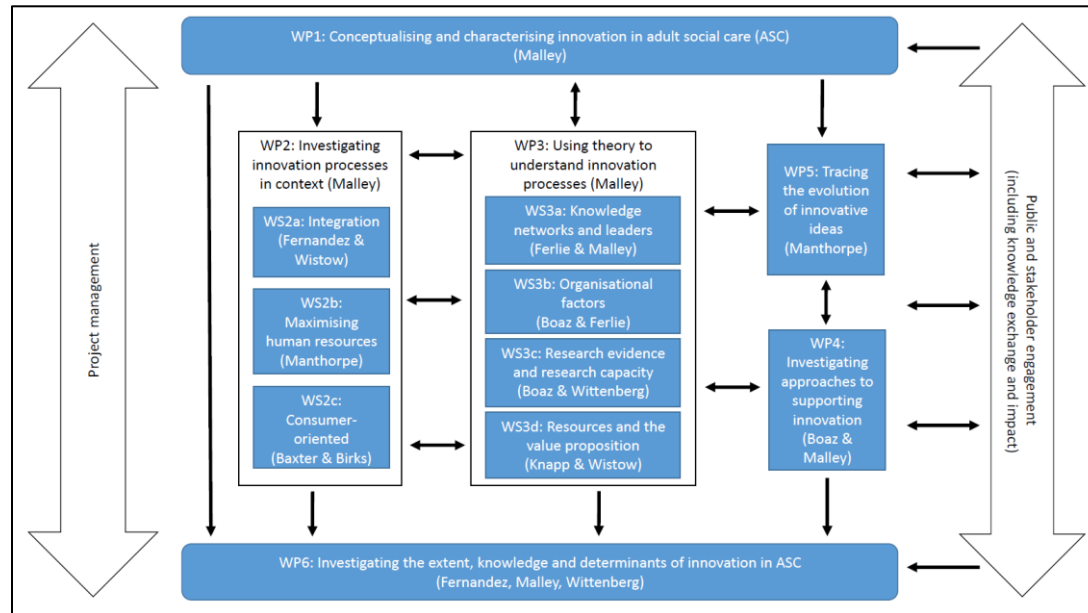 WP1: Conceptualising and characterising innovation in adult social care (ASC)
(Malley)
Project management
WP2: Investigating
innovation processes
in context (Malley)
WS2a: Integration
(Fernandez &
Wistow)
WS2b:
Maximising
human resources
(Manthorpe)
WS2c:
Consumer-
oriented
(Baxter & Birks)
WP3: Using theory to
understand innovation
processes (Malley)
WS3a: Knowledge
networks and leaders
(Ferlie & Malley)
WS3b: Organisational
factors
(Boaz & Ferlie)
WS3c: Research evidence
and research capacity
(Boaz & Wittenberg)
WS3d: Resources and the
value proposition
(Knapp & Wistow)
WP5: Tracing
the evolution
of innovative
ideas
(Manthorpe)
WP4:
Investigating
approaches to
supporting
innovation
(Boaz &
Malley)
Public and stakeholder engagement
(including knowledge exchange and impact)
WP6: Investigating the extent, knowledge and determinants of innovation in ASC
(Fernandez, Malley, Wittenberg)